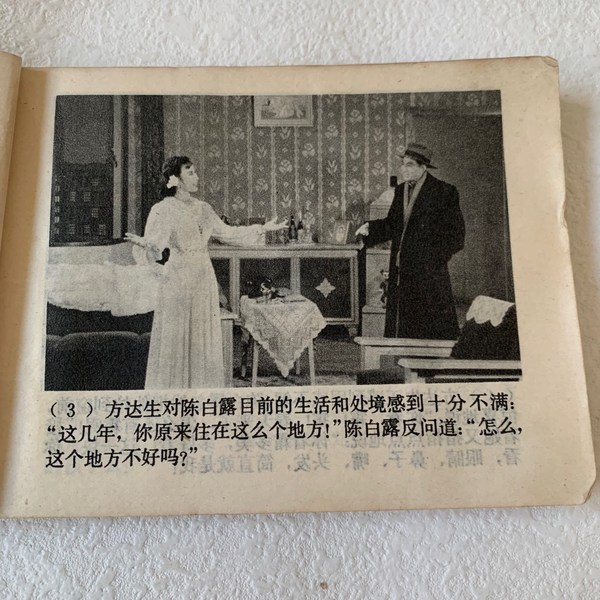 （3）方达生对陈白露目前的生活和处境感到十分不满：
“这几年，你原来住在这么个地方！”陈白露反问道：“怎么，
这个地方不好吗？”